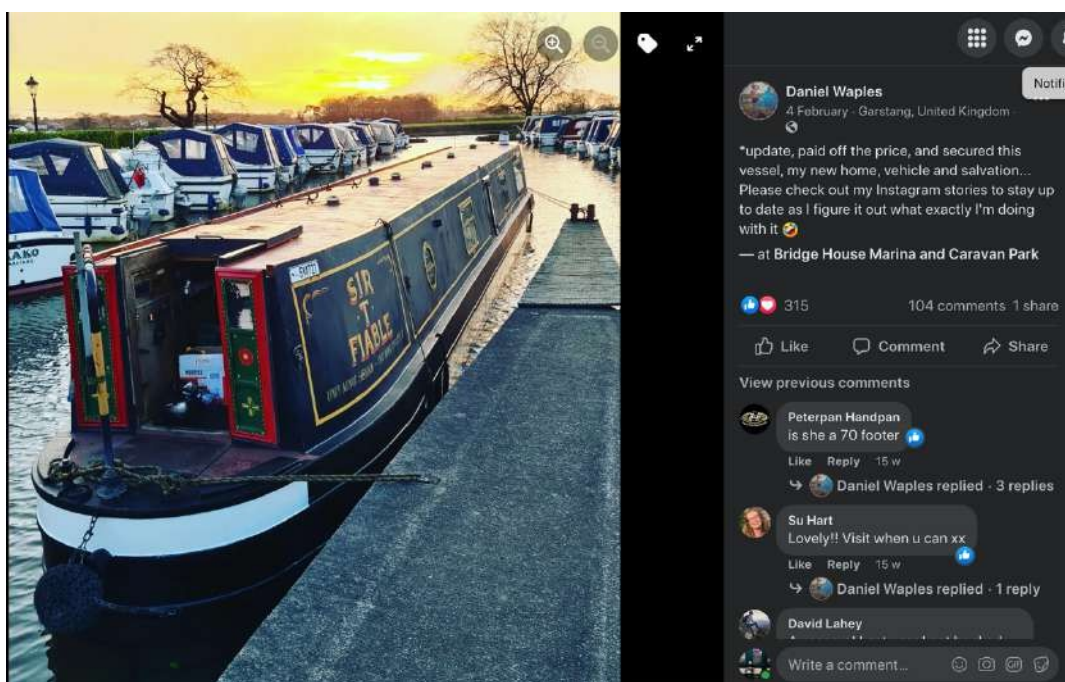 Daniel Waples
Notifi
4 February · Garstang, United Kingdom
*update, paid off the price, and secured this
vessel, my new home, vehicle and salvation...
Please check out my Instagram stories to stay up
to date as I figure it out what exactly I'm doing
with it 🤣
— at Bridge House Marina and Caravan Park
315
104 comments 1 share
Like
Comment
Share
View previous comments
Peterpan Handpan
is she a 70 footer
Like Reply 15 w
Daniel Waples replied · 3 replies
Su Hart
Lovely!! Visit when u can xx
Like Reply 15 w
Daniel Waples replied · 1 reply
David Lahey
Write a comment...
GIF
SIR
·T·
FIABLE